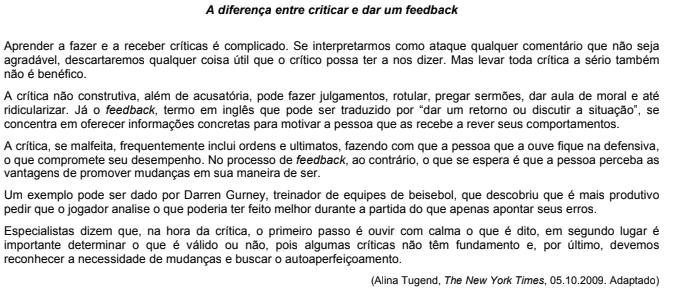 A diferença entre criticar e dar um feedback
Aprender a fazer e a receber críticas é complicado. Se interpretarmos como ataque qualquer comentário que não seja
agradável, descartaremos qualquer coisa útil que o crítico possa ter a nos dizer. Mas levar toda crítica a sério também
não é benéfico.
A crítica não construtiva, além de acusatória, pode fazer julgamentos, rotular, pregar sermões, dar aula de moral e até
ridicularizar. Já o feedback, termo em inglês que pode ser traduzido por “dar um retorno ou discutir a situação”, se
concentra em oferecer informações concretas para motivar a pessoa que as recebe a rever seus comportamentos.
A crítica, se malfeita, frequentemente inclui ordens e ultimatos, fazendo com que a pessoa que a ouve fique na defensiva,
o que compromete seu desempenho. No processo de feedback, ao contrário, o que se espera é que a pessoa perceba as
vantagens de promover mudanças em sua maneira de ser.
Um exemplo pode ser dado por Darren Gurney, treinador de equipes de beisebol, que descobriu que é mais produtivo
pedir que o jogador analise o que poderia ter feito melhor durante a partida do que apenas apontar seus erros.
Especialistas dizem que, na hora da crítica, o primeiro passo é ouvir com calma o que é dito, em segundo lugar é
importante determinar o que é válido ou não, pois algumas críticas não têm fundamento e, por último, devemos
reconhecer a necessidade de mudanças e buscar o autoaperfeiçoamento.
(Alina Tugend, The New York Times, 05.10.2009. Adaptado)